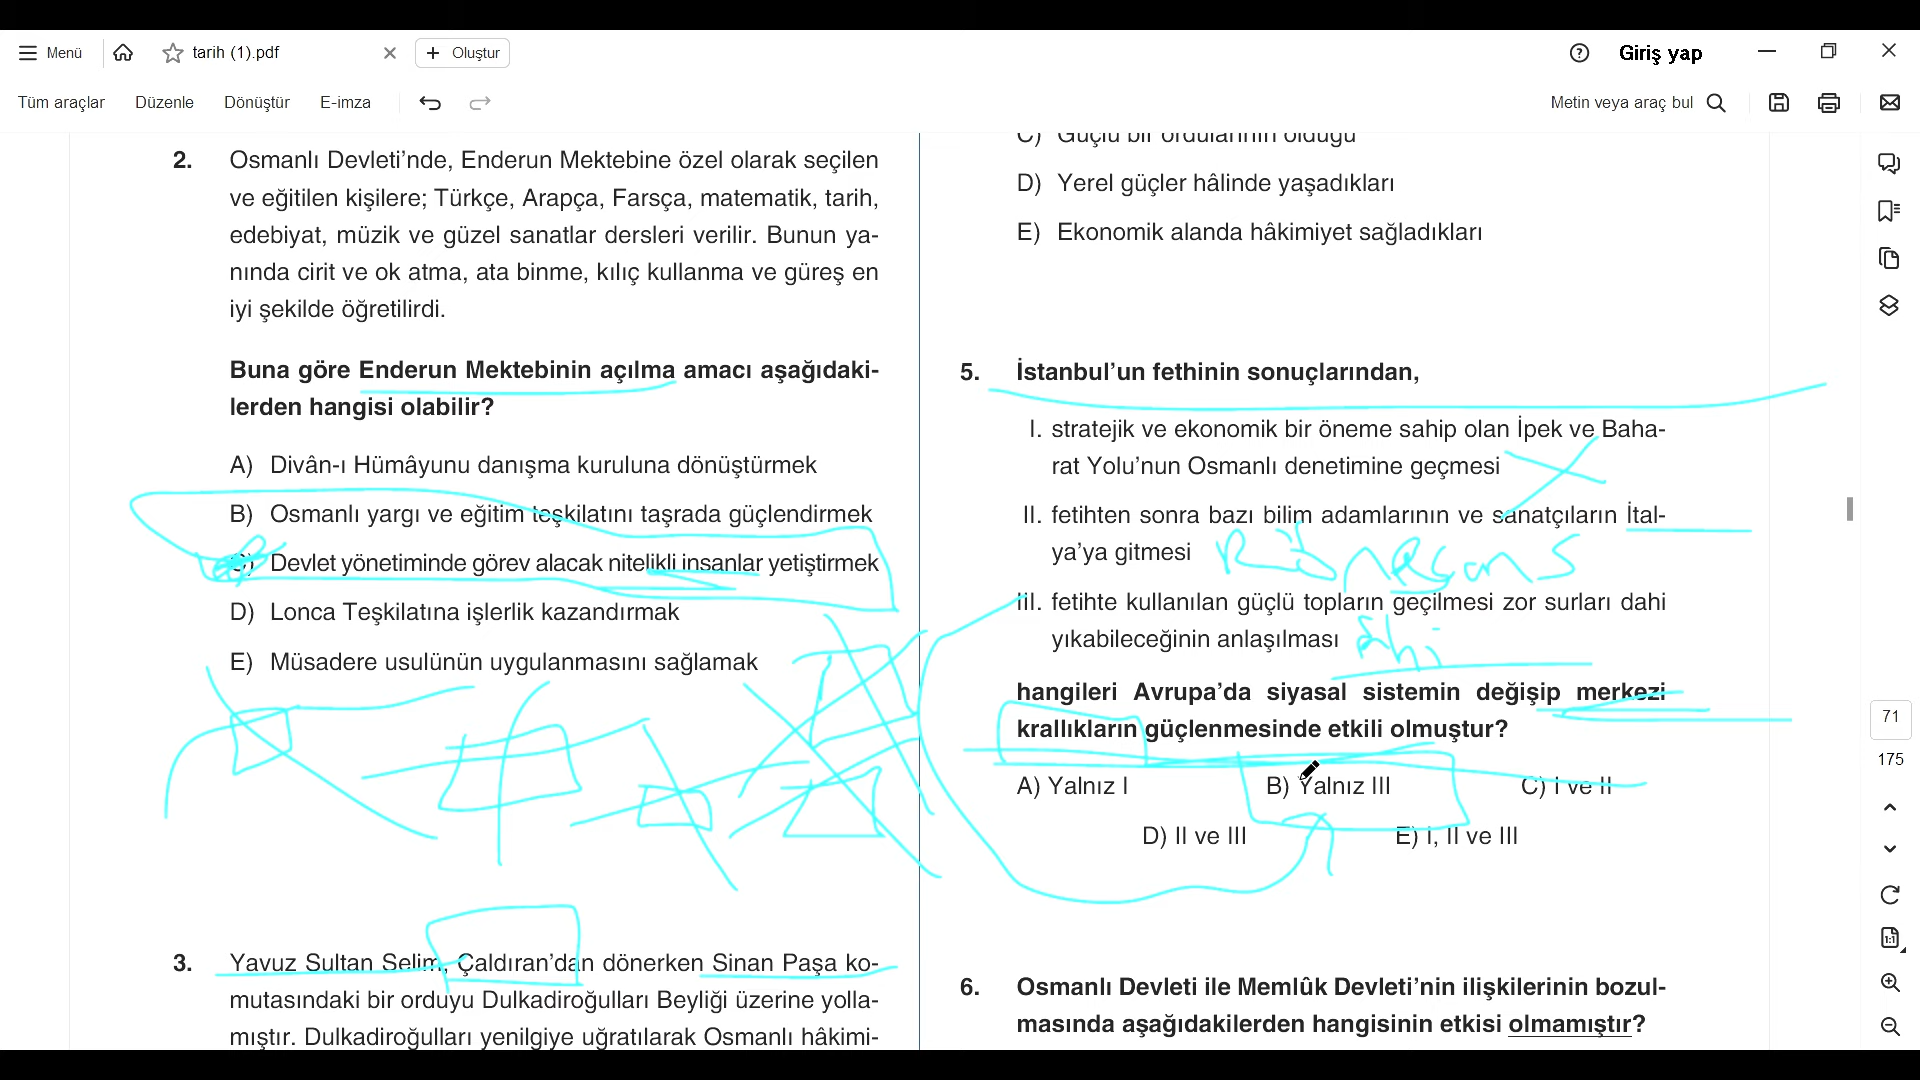 Menü
tarih (1).pdf
Oluştur
Giriş yap
Tüm araçlar
Düzenle
Dönüştür
E-imza
Metin veya araç bul
2. Osmanlı Devleti’nde, Enderun Mektebine özel olarak seçilen
ve eğitilen kişilere; Türkçe, Arapça, Farsça, matematik, tarih,
edebiyat, müzik ve güzel sanatlar dersleri verilir. Bunun ya-
nında cirit ve ok atma, ata binme, kılıç kullanma ve güreş en
iyi şekilde öğretilirdi.
Buna göre Enderun Mektebinin açılma amacı aşağıdaki-
lerden hangisi olabilir?
A) Divân-ı Hümâyunu danışma kuruluna dönüştürmek
B) Osmanlı yargı ve eğitim teşkilatını taşrada güçlendirmek
C) Devlet yönetiminde görev alacak nitelikli insanlar yetiştirmek
D) Lonca Teşkilatına işlerlik kazandırmak
E) Müsadere usulünün uygulanmasını sağlamak
3. Yavuz Sultan Selim, Çaldıran’dan dönerken Sinan Paşa ko-
mutasındaki bir orduyu Dulkadiroğulları Beyliği üzerine yolla-
mıştır. Dulkadiroğulları yenilgiye uğratılarak Osmanlı hâkimi-
C) Güçlü bir ordularının olduğu
D) Yerel güçler hâlinde yaşadıkları
E) Ekonomik alanda hâkimiyet sağladıkları
5. İstanbul’un fethinin sonuçlarından,
I. stratejik ve ekonomik bir öneme sahip olan İpek ve Baha-
rat Yolu’nun Osmanlı denetimine geçmesi
II. fetihten sonra bazı bilim adamlarının ve sanatçıların İtal-
ya’ya gitmesi Rönesans
III. fetihte kullanılan güçlü topların geçilmesi zor surları dahi
yıkabileceğinin anlaşılması
hangileri Avrupa’da siyasal sistemin değişip merkezi
krallıkların güçlenmesinde etkili olmuştur?
A) Yalnız I B) Yalnız III C) I ve II
D) II ve III E) I, II ve III
6. Osmanlı Devleti ile Memlûk Devleti’nin ilişkilerinin bozul-
masında aşağıdakilerden hangisinin etkisi olmamıştır?
71
175